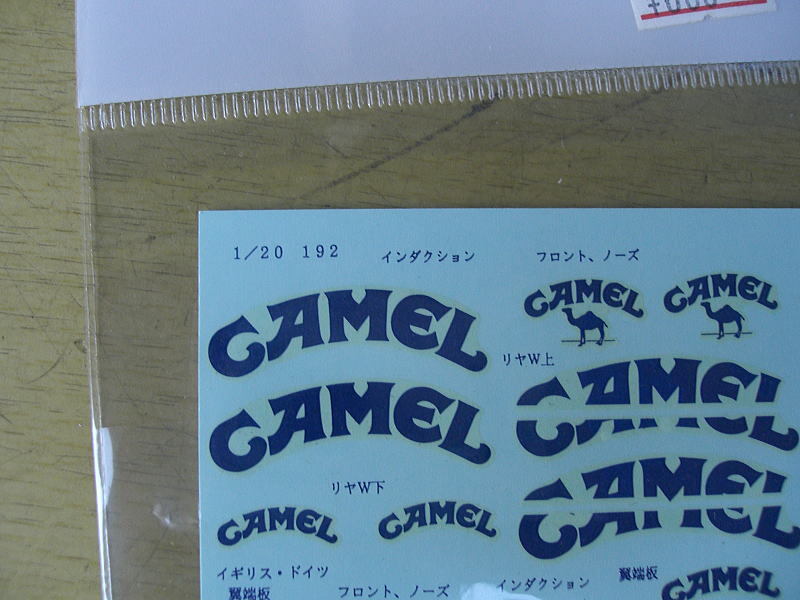 1/20 192 インダクション フロント、ノーズ
CAMEL CAMEL CAMEL
リヤW上
CAMEL CAMEL
リヤW下
CAMEL CAMEL CAMEL
イギリス・ドイツ
翼端板 フロント、ノーズ インダクション 翼端板
CAMEL